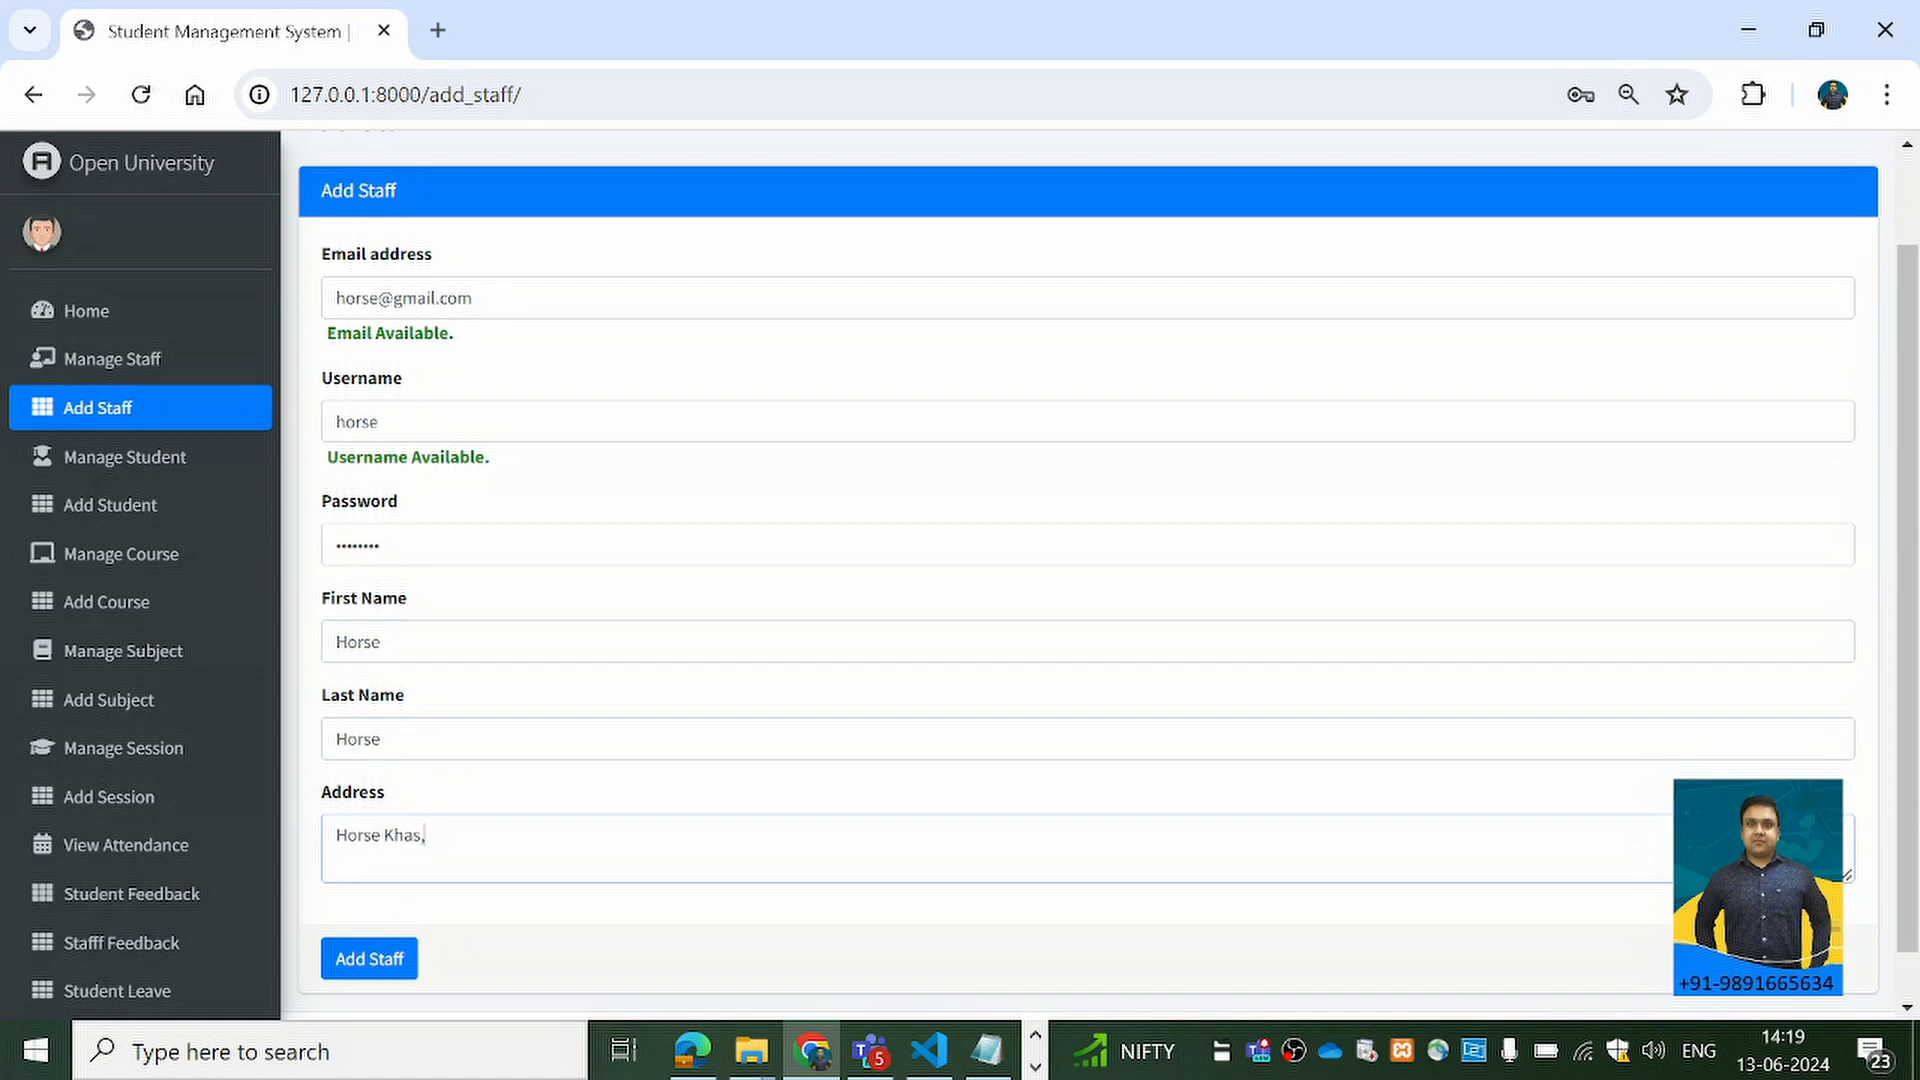 Student Management System |
127.0.0.1:8000/add_staff/
Open University
Home
Manage Staff
Add Staff
Manage Student
Add Student
Manage Course
Add Course
Manage Subject
Add Subject
Manage Session
Add Session
View Attendance
Student Feedback
Stafff Feedback
Student Leave
Add Staff
Email address
horse@gmail.com
Email Available.
Username
horse
Username Available.
Password
••••••••
First Name
Horse
Last Name
Horse
Address
Horse Khas,
Add Staff
+91-9891665634
Type here to search
5
NIFTY
ENG
14:19
13-06-2024
23